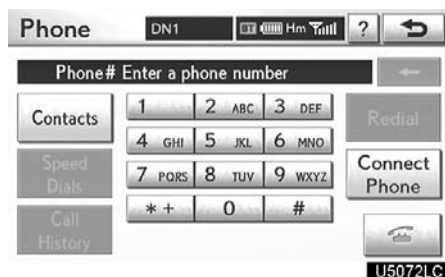 Phone DN1 BT Hm ?
Phone# Enter a phone number
Contacts 1 2 ABC 3 DEF Redial
4 GHI 5 JKL 6 MNO
Speed Dials 7 PQRS 8 TUV 9 WXYZ Connect Phone
* + 0 #
Call History
U5072LC